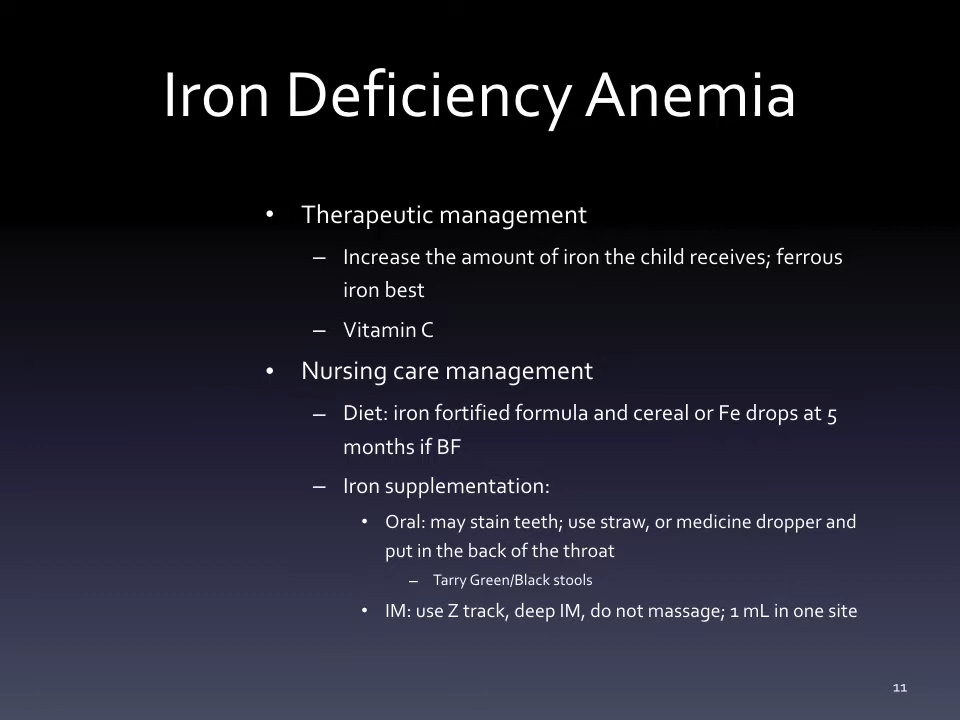 Iron Deficiency Anemia
• Therapeutic management
– Increase the amount of iron the child receives; ferrous
iron best
– Vitamin C
• Nursing care management
– Diet: iron fortified formula and cereal or Fe drops at 5
months if BF
– Iron supplementation:
• Oral: may stain teeth; use straw, or medicine dropper and
put in the back of the throat
– Tarry Green/Black stools
• IM: use Z track, deep IM, do not massage; 1 mL in one site
11